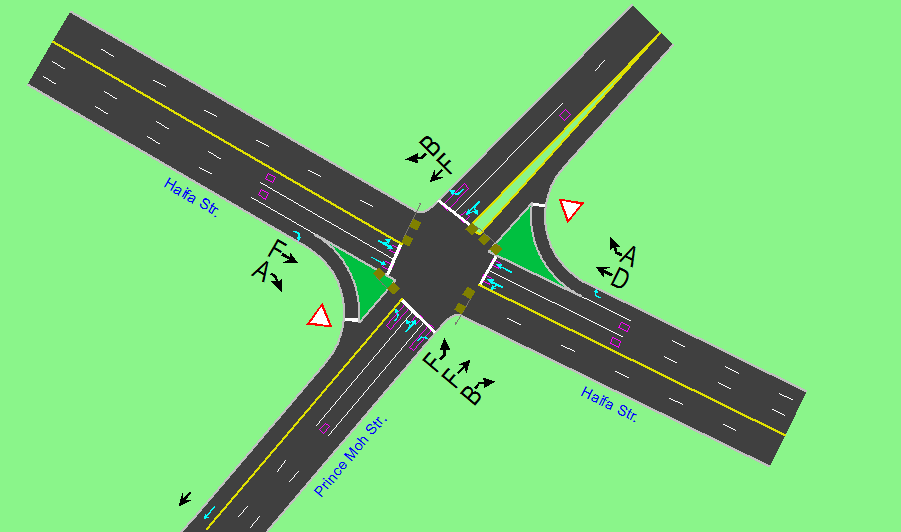 B
F
Haifa Str.
F
A
A
D
F
F
B
Haifa Str.
Prince Moh Str.